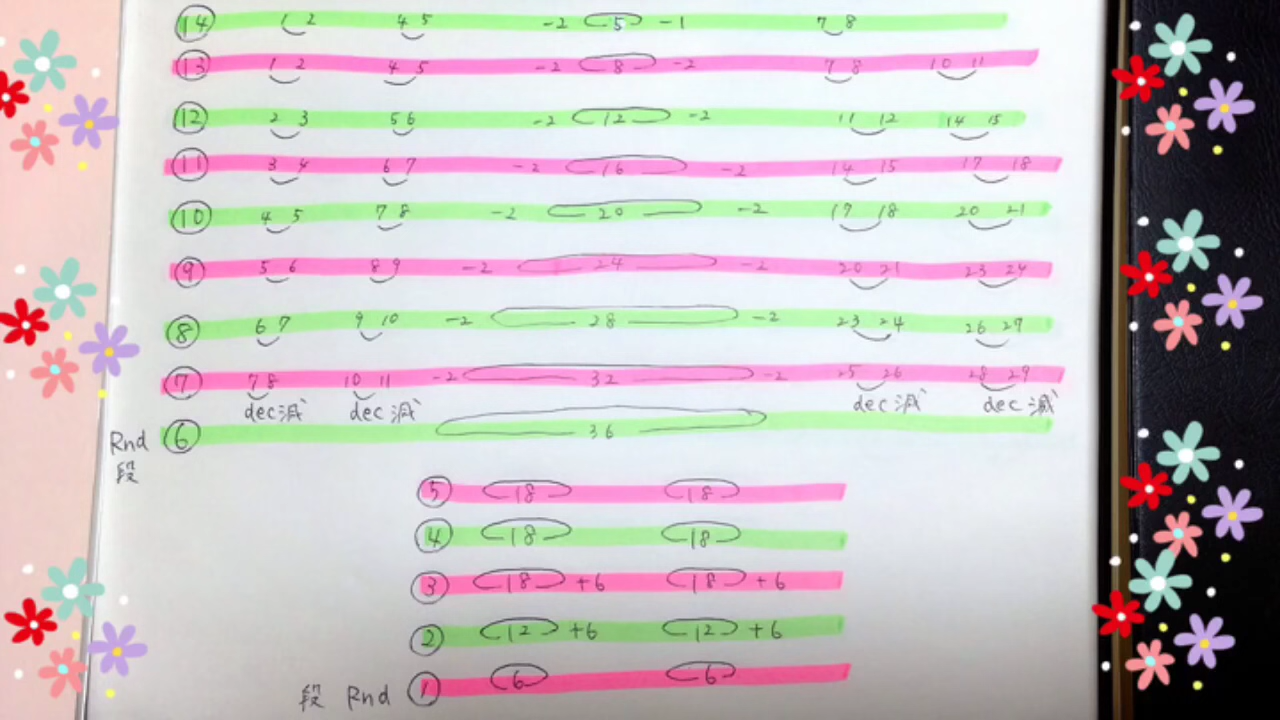 ⑭ 1 2 4 5 -2 5 -1 7 8
⑬ 1 2 4 5 -2 8 -2 7 8 10 11
⑫ 2 3 5 6 -2 12 -2 11 12 14 15
⑪ 3 4 6 7 -2 16 -2 14 15 17 18
⑩ 4 5 7 8 -2 20 -2 17 18 20 21
⑨ 5 6 8 9 -2 24 -2 20 21 23 24
⑧ 6 7 9 10 -2 28 -2 23 24 26 27
⑦ 7 8 10 11 -2 32 -2 25 26 28 29
dec減 dec減 dec減 dec減
Rnd ⑥ 36
段
⑤ 18 18
④ 18 18
③ 18 +6 18 +6
② 12 +6 12 +6
段 Rnd ① 6 6